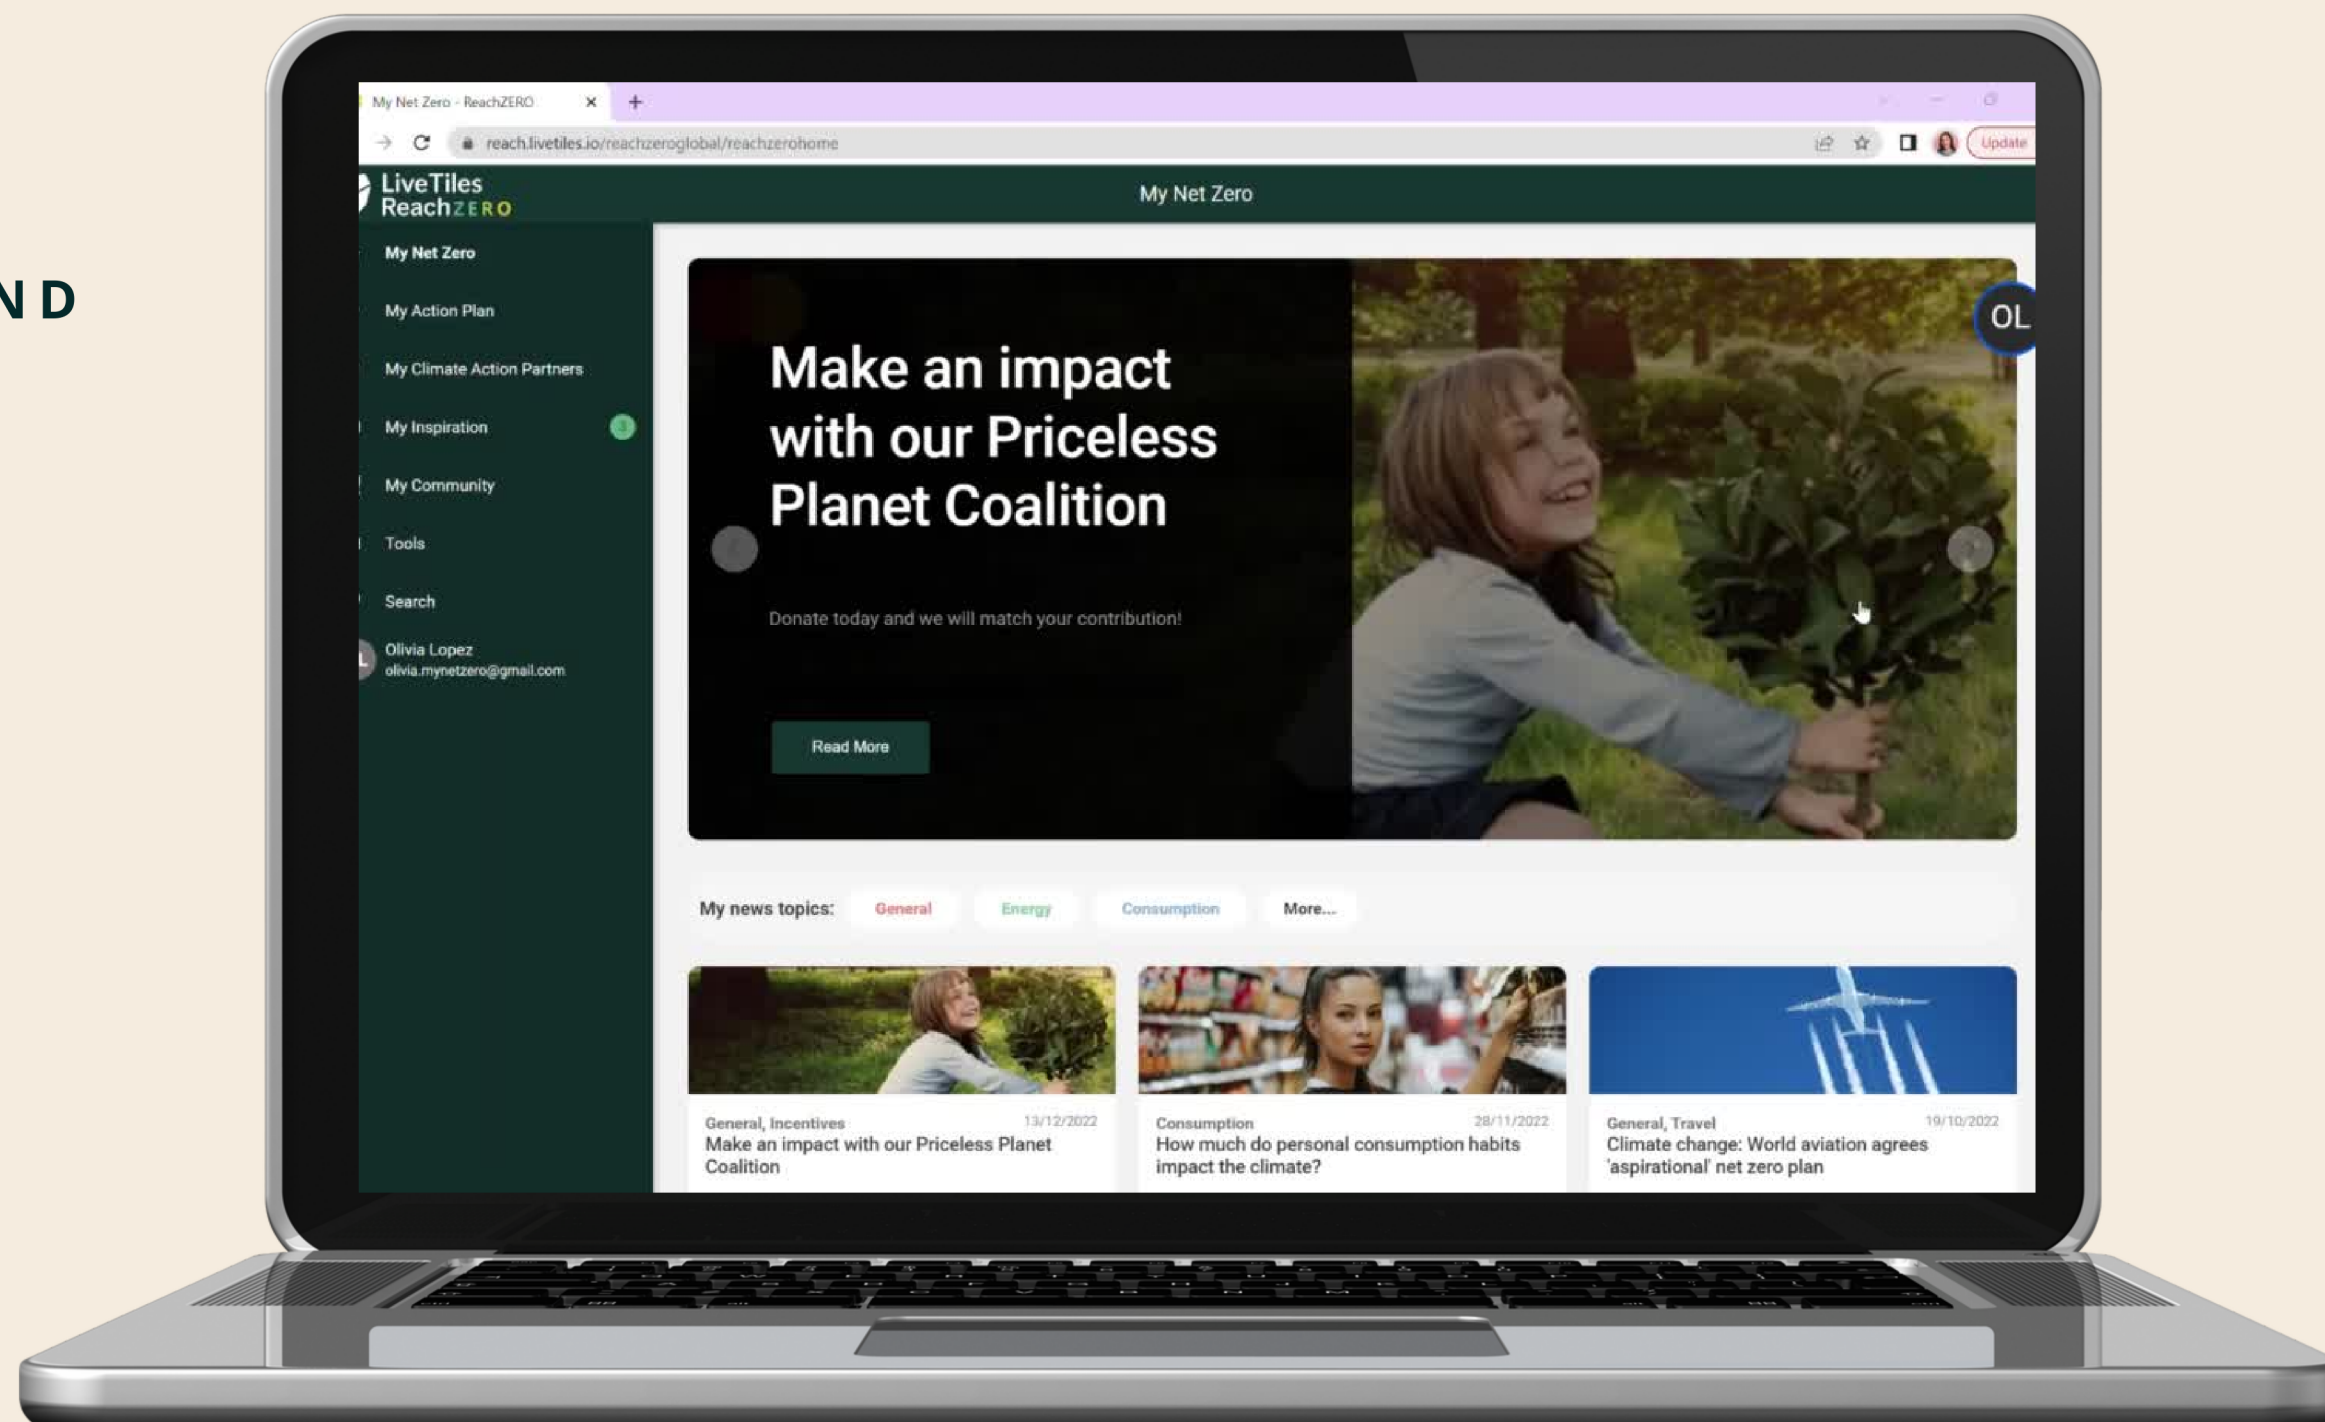 ND
My Net Zero - ReachZERO
reach.livetiles.io/reachzeroglobal/reachzerohome
Update
LiveTiles
ReachZERO
My Net Zero
My Net Zero
My Action Plan
My Climate Action Partners
My Inspiration
3
My Community
Tools
Search
Olivia Lopez
olivia.mynetzero@gmail.com
OL
Make an impact
with our Priceless
Planet Coalition
Donate today and we will match your contribution!
Read More
My news topics: General Energy Consumption More...
General, Incentives 13/12/2022
Make an impact with our Priceless Planet
Coalition
Consumption 28/11/2022
How much do personal consumption habits
impact the climate?
General, Travel 19/10/2022
Climate change: World aviation agrees
'aspirational' net zero plan